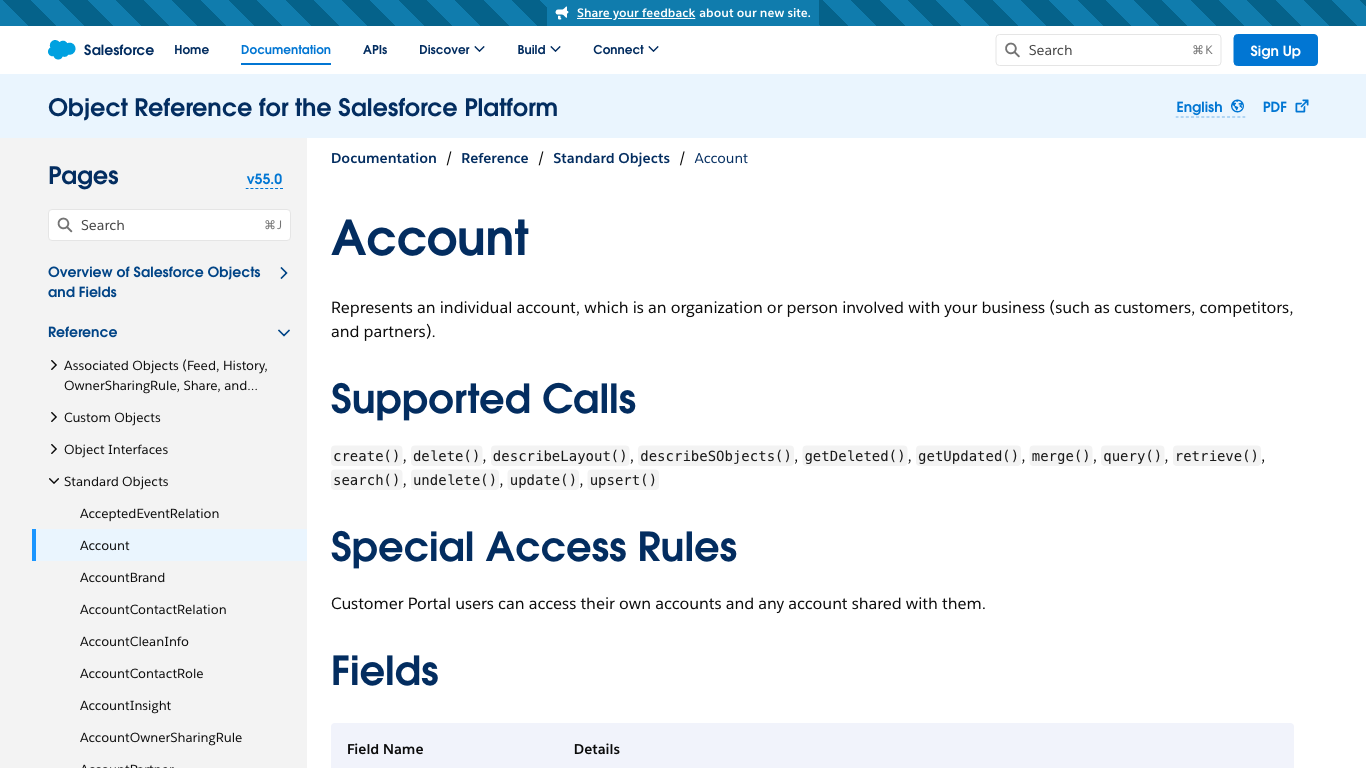 Share your feedback about our new site.
Salesforce Home Documentation APIs Discover Build Connect Search ⌘K Sign Up
Object Reference for the Salesforce Platform English PDF
Pages v55.0
Search ⌘J
Overview of Salesforce Objects
and Fields
Reference
Associated Objects (Feed, History,
OwnerSharingRule, Share, and...
Custom Objects
Object Interfaces
Standard Objects
AcceptedEventRelation
Account
AccountBrand
AccountContactRelation
AccountCleanInfo
AccountContactRole
AccountInsight
AccountOwnerSharingRule
Documentation / Reference / Standard Objects / Account
Account
Represents an individual account, which is an organization or person involved with your business (such as customers, competitors,
and partners).
Supported Calls
create(), delete(), describeLayout(), describeSObjects(), getDeleted(), getUpdated(), merge(), query(), retrieve(),
search(), undelete(), update(), upsert()
Special Access Rules
Customer Portal users can access their own accounts and any account shared with them.
Fields
Field Name Details